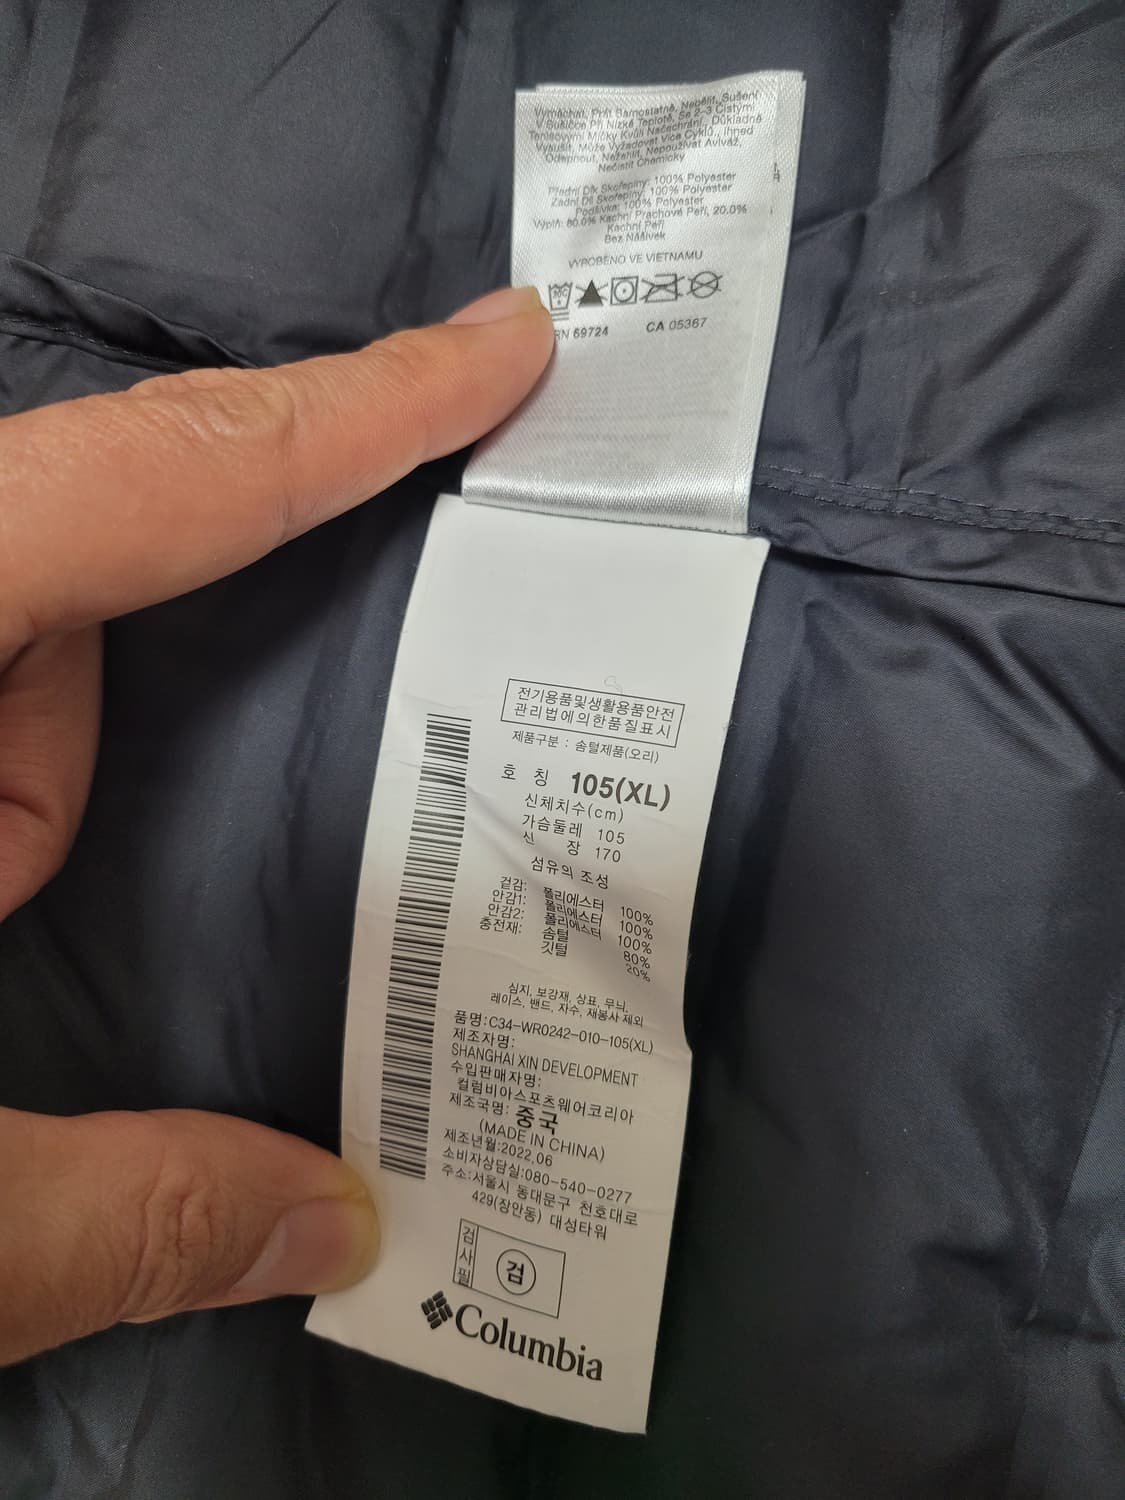 Vymáchat, Prát Samostatně, Nebělit, Sušení
V Sušičce Při Nízké Teplotě, Se 2-3 Čistými
Tenisovými Míčky Kvůli Načechrání, Důkladně
Vysušit, Může Vyžadovat Více Cyklů., Ihned
Odepnout, Nežehlit, Nepoužívat Aviváž,
Nečistit Chemicky
Přední Díl Skořepiny: 100% Polyester
Zadní Díl Skořepiny: 100% Polyester
Podšívka: 100% Polyester
Výplň: 80.0% Kachní Prachové Peří, 20.0%
Kachní Peří
Bez Nášivek
VYROBENO VE VIETNAMU
30°C
RN 69724 CA 05367
전기용품및생활용품안전
관리법에의한품질표시
제품구분 : 솜털제품(오리)
호 칭 105(XL)
신체치수(cm)
가슴둘레 105
신 장 170
섬유의 조성
겉감: 폴리에스터 100%
안감1: 폴리에스터 100%
안감2: 폴리에스터 100%
충전재: 솜털 80%
깃털 20%
심지, 보강재, 상표, 무늬,
레이스, 밴드, 자수, 재봉사 제외
품명:C34-WR0242-010-105(XL)
제조자명:
SHANGHAI XIN DEVELOPMENT
수입판매자명:
컬럼비아스포츠웨어코리아
제조국명: 중국
(MADE IN CHINA)
제조년월:2022.06
소비자상담실:080-540-0277
주소:서울시 동대문구 천호대로
429(장안동) 대성타워
검사필
검
Columbia